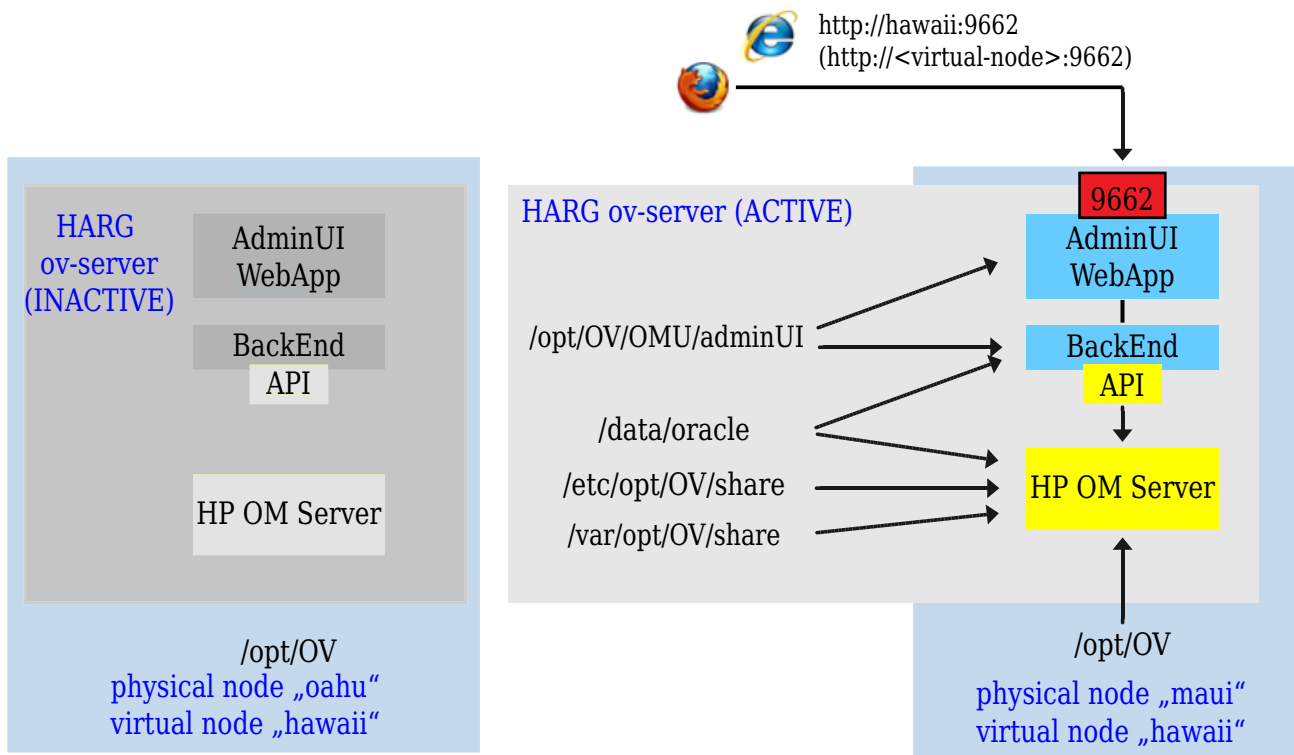 http://hawaii:9662
(http://<virtual-node>:9662)
HARG
ov-server
(INACTIVE)
AdminUI
WebApp
BackEnd
API
HP OM Server
/opt/OV
physical node „oahu“
virtual node „hawaii“
HARG ov-server (ACTIVE)
9662
AdminUI
WebApp
/opt/OV/OMU/adminUI
BackEnd
API
/data/oracle
/etc/opt/OV/share
HP OM Server
/var/opt/OV/share
/opt/OV
physical node „maui“
virtual node „hawaii“